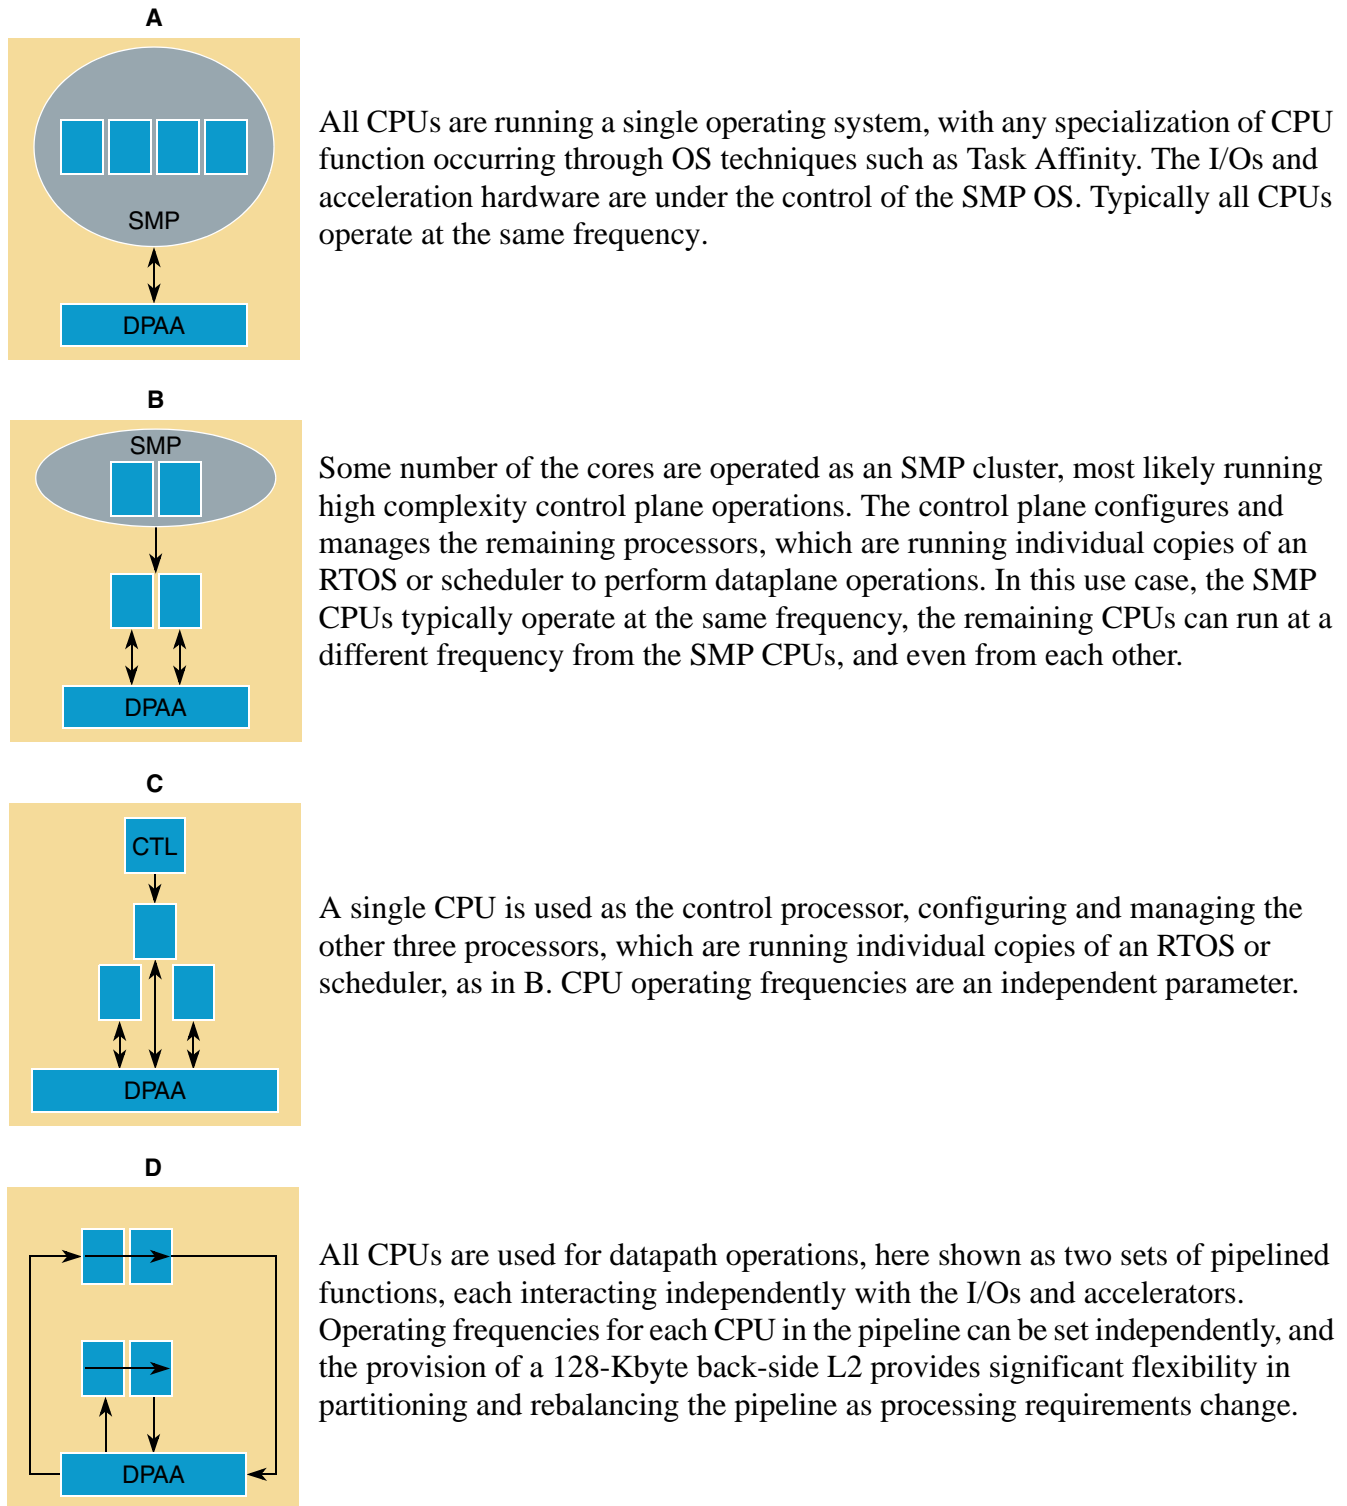 A
SMP
DPAA
All CPUs are running a single operating system, with any specialization of CPU
function occurring through OS techniques such as Task Affinity. The I/Os and
acceleration hardware are under the control of the SMP OS. Typically all CPUs
operate at the same frequency.
B
SMP
DPAA
Some number of the cores are operated as an SMP cluster, most likely running
high complexity control plane operations. The control plane configures and
manages the remaining processors, which are running individual copies of an
RTOS or scheduler to perform dataplane operations. In this use case, the SMP
CPUs typically operate at the same frequency, the remaining CPUs can run at a
different frequency from the SMP CPUs, and even from each other.
C
CTL
DPAA
A single CPU is used as the control processor, configuring and managing the
other three processors, which are running individual copies of an RTOS or
scheduler, as in B. CPU operating frequencies are an independent parameter.
D
DPAA
All CPUs are used for datapath operations, here shown as two sets of pipelined
functions, each interacting independently with the I/Os and accelerators.
Operating frequencies for each CPU in the pipeline can be set independently, and
the provision of a 128-Kbyte back-side L2 provides significant flexibility in
partitioning and rebalancing the pipeline as processing requirements change.